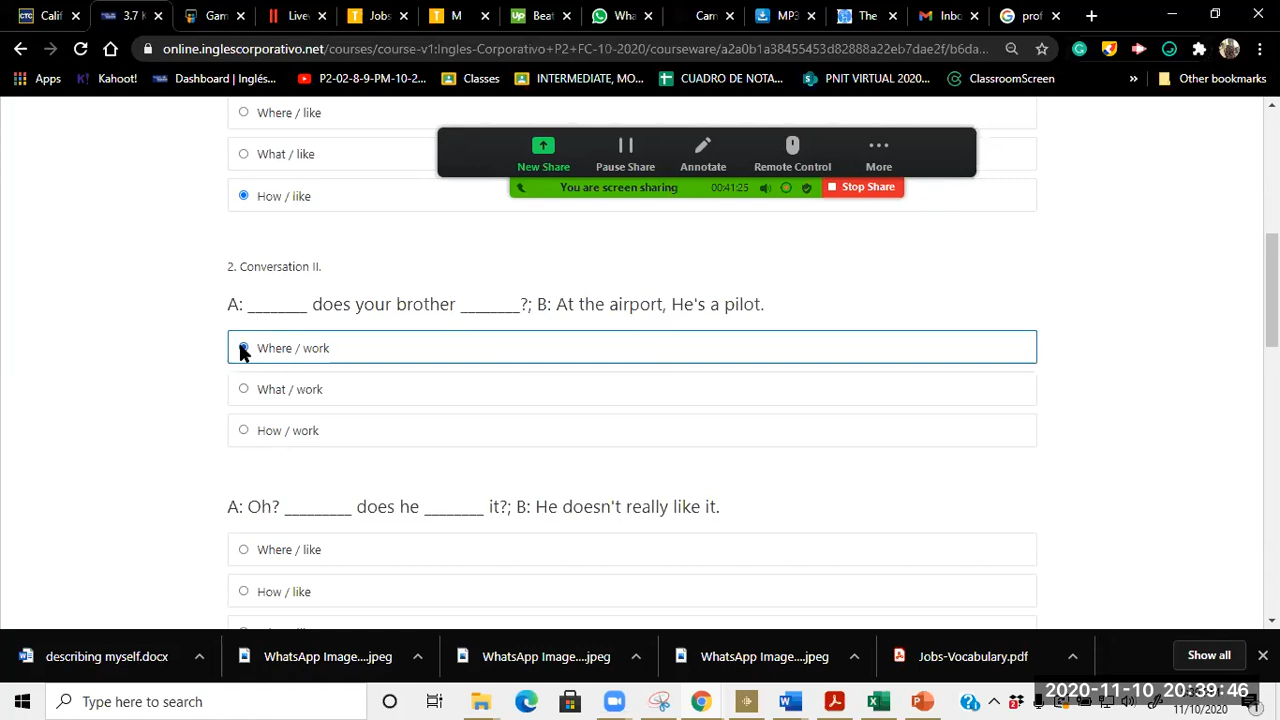 Calif
3.7 K
Gam
Live
Jobs
M
Beat
Wha
Carr
MP3
The
Inbo
prof
online.inglescorporativo.net/courses/course-v1:Ingles-Corporativo+P2+FC-10-2020/courseware/a2a0b1a38455453d82888a22eb7dae2f/b6da...
Apps
Kahoot!
Dashboard | Inglés...
P2-02-8-9-PM-10-2...
Classes
INTERMEDIATE, MO...
CUADRO DE NOTA...
PNIT VIRTUAL 2020...
ClassroomScreen
»
Other bookmarks
Where / like
What / like
How / like
New Share
Pause Share
Annotate
Remote Control
More
You are screen sharing
00:41:25
Stop Share
2. Conversation II.
A: ________ does your brother ________?; B: At the airport, He's a pilot.
Where / work
What / work
How / work
A: Oh? _________ does he ________ it?; B: He doesn't really like it.
Where / like
How / like
describing myself.docx
WhatsApp Image....jpeg
WhatsApp Image....jpeg
WhatsApp Image....jpeg
Jobs-Vocabulary.pdf
Show all
Type here to search
2020-11-10 20:39:46
11/10/2020